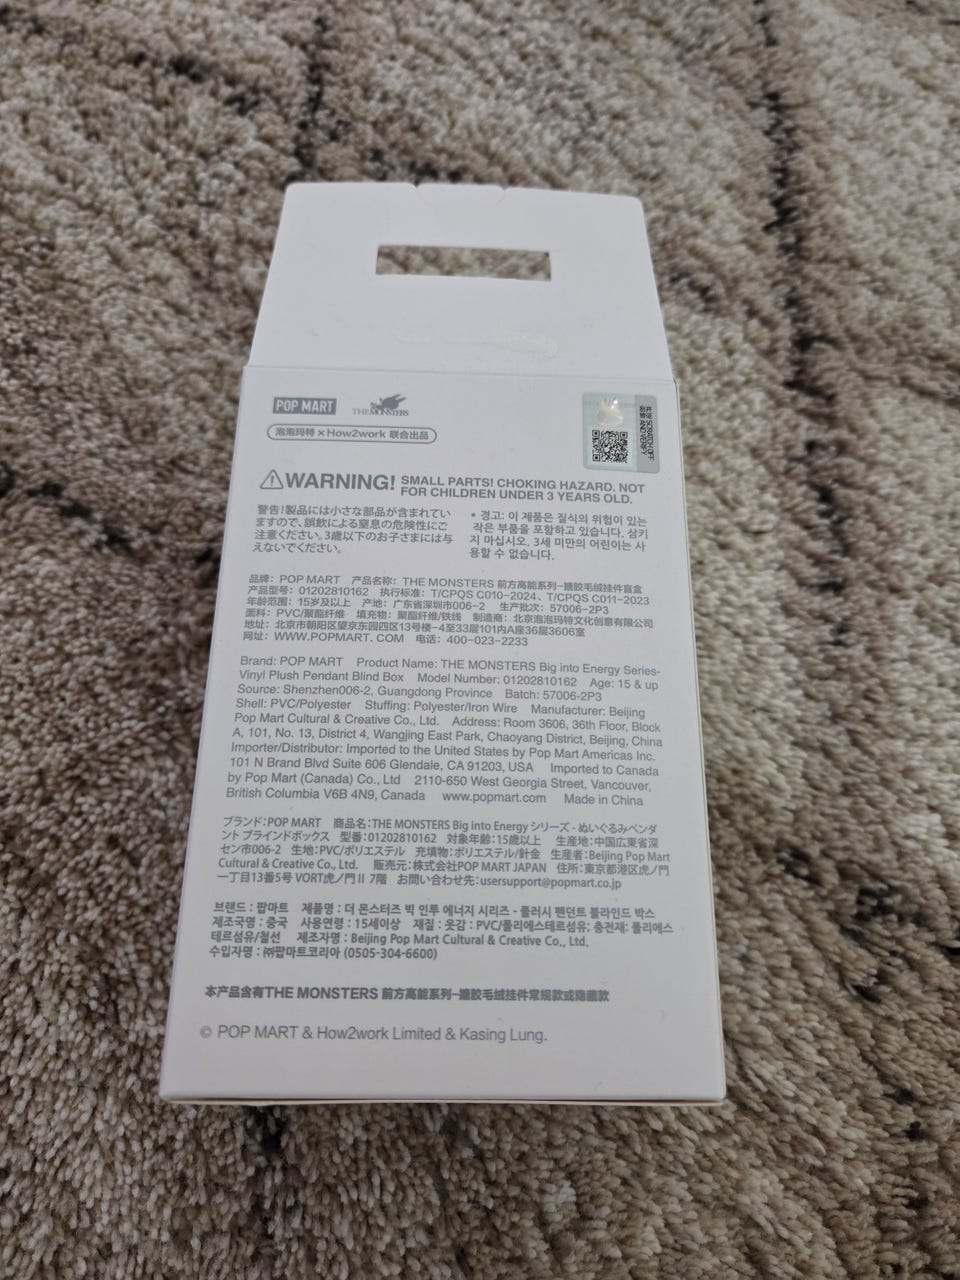 POP MART THE MONSTERS
泡泡玛特 × How2work 联合出品
刮开涂层 SCRATCH OFF
AND VERIFY
WARNING! SMALL PARTS! CHOKING HAZARD. NOT
FOR CHILDREN UNDER 3 YEARS OLD.
警告!製品には小さな部品が含まれてい
ますので、誤飲による窒息の危険性にご
注意ください。3歳以下のお子さまには与
えないでください。
* 경고: 이 제품은 질식의 위험이 있는
작은 부품을 포함하고 있습니다. 삼키
지 마십시오. 3세 미만의 어린이는 사
용할 수 없습니다.
品牌：POP MART 产品名称：THE MONSTERS 前方高能系列-搪胶毛绒挂件盲盒
产品型号：01202810162 执行标准：T/CPQS C010-2024、T/CPQS C011-2023
年龄范围：15岁及以上 产地：广东省深圳市006-2 生产批次：57006-2P3
面料：PVC/聚酯纤维 填充物：聚酯纤维/铁线 制造商：北京泡泡玛特文化创意有限公司
地址：北京市朝阳区望京东园四区13号楼-4至33层101内A座36层3606室
网址：WWW.POPMART.COM 电话：400-023-2233
Brand: POP MART Product Name: THE MONSTERS Big into Energy Series-
Vinyl Plush Pendant Blind Box Model Number: 01202810162 Age: 15 & up
Source: Shenzhen006-2, Guangdong Province Batch: 57006-2P3
Shell: PVC/Polyester Stuffing: Polyester/Iron Wire Manufacturer: Beijing
Pop Mart Cultural & Creative Co., Ltd. Address: Room 3606, 36th Floor, Block
A, 101, No. 13, District 4, Wangjing East Park, Chaoyang District, Beijing, China
Importer/Distributor: Imported to the United States by Pop Mart Americas Inc.
101 N Brand Blvd Suite 606 Glendale, CA 91203, USA Imported to Canada
by Pop Mart (Canada) Co., Ltd 2110-650 West Georgia Street, Vancouver,
British Columbia V6B 4N9, Canada www.popmart.com Made in China
ブランド：POP MART 商品名：THE MONSTERS Big into Energy シリーズ - ぬいぐるみペンダ
ント ブラインドボックス 型番：01202810162 対象年齢：15歳以上 生産地：中国広東省深
セン市006-2 生地：PVC/ポリエステル 充填物：ポリエステル/針金 生産者：Beijing Pop Mart
Cultural & Creative Co., Ltd. 販売元：株式会社POP MART JAPAN 住所：東京都港区虎ノ門
一丁目13番5号 VORT虎ノ門 II 7階 お問い合わせ先：usersupport@popmart.co.jp
브랜드 : 팝마트 제품명 : 더 몬스터즈 빅 인투 에너지 시리즈 - 플러시 펜던트 블라인드 박스
제조국명 : 중국 사용연령 : 15세이상 재질 : 옷감 : PVC/폴리에스테르섬유; 충전재: 폴리에스
테르섬유/철선 제조자명 : Beijing Pop Mart Cultural & Creative Co., Ltd.
수입자명 : ㈜팝마트코리아 (0505-304-6600)
本产品含有THE MONSTERS 前方高能系列-搪胶毛绒挂件常规款或隐藏款
© POP MART & How2work Limited & Kasing Lung.